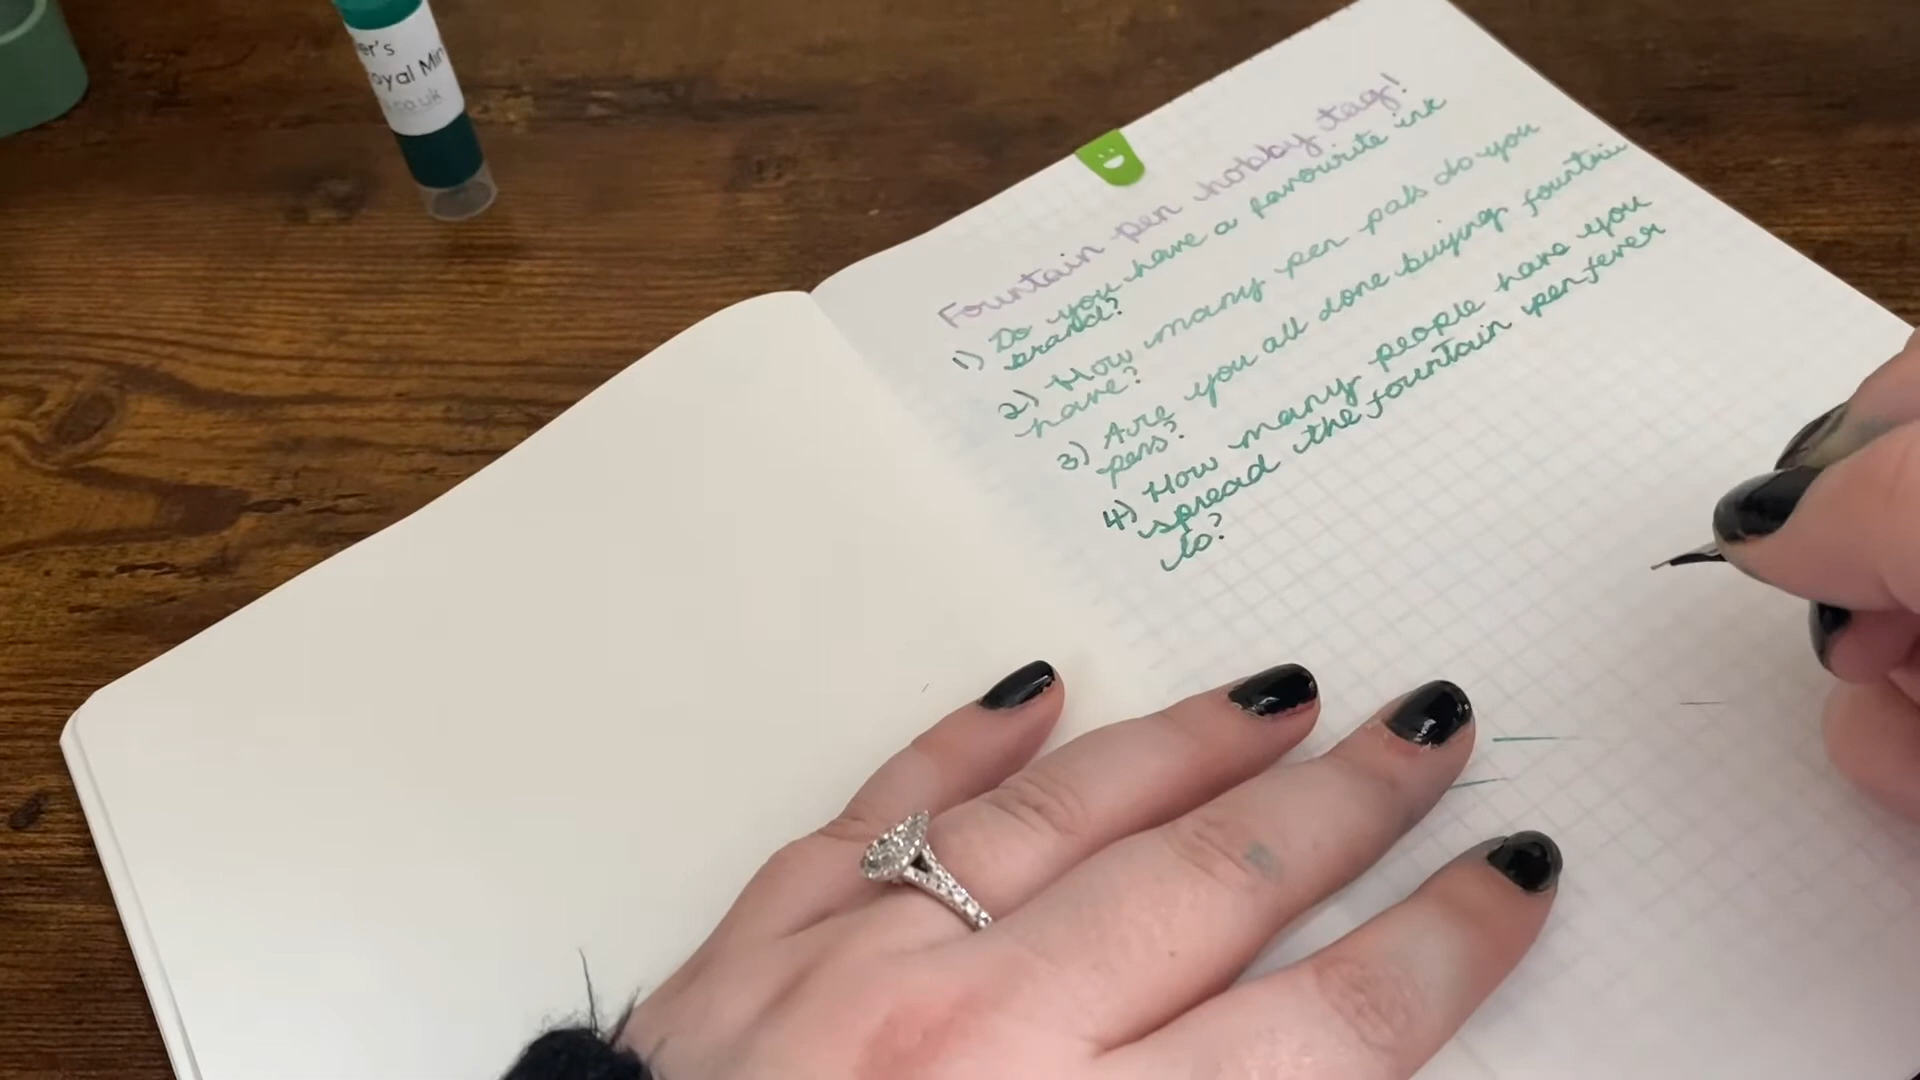 er's
oyal Min
.co.uk
Fountain pen hobby tag!
1) Do you have a favourite ink
brand?
2) How many pen pals do you
have?
3) Are you all done buying fountain
pens?
4) How many people have you
spread the fountain pen fever
to?